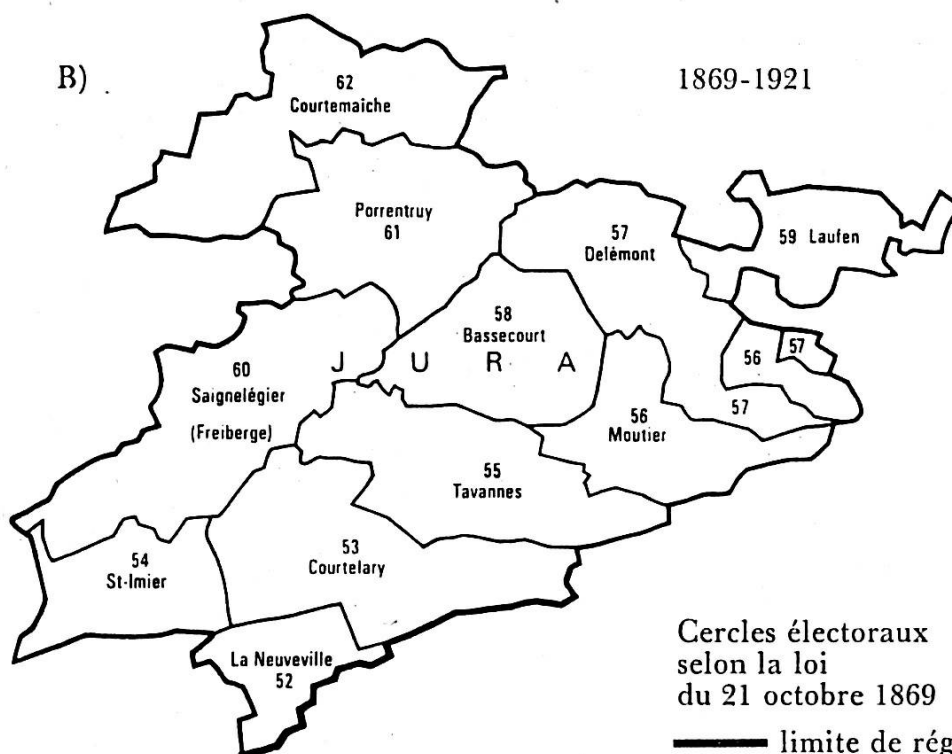 B)
1869-1921
62
Courtemaîche
Porrentruy
61
57
Delémont
59 Laufen
58
Bassecourt
56
57
JURA
60
Saignelégier
(Freiberge)
57
56
Moutier
55
Tavannes
54
St-Imier
53
Courtelary
La Neuveville
52
Cercles électoraux
selon la loi
du 21 octobre 1869
limite de rég